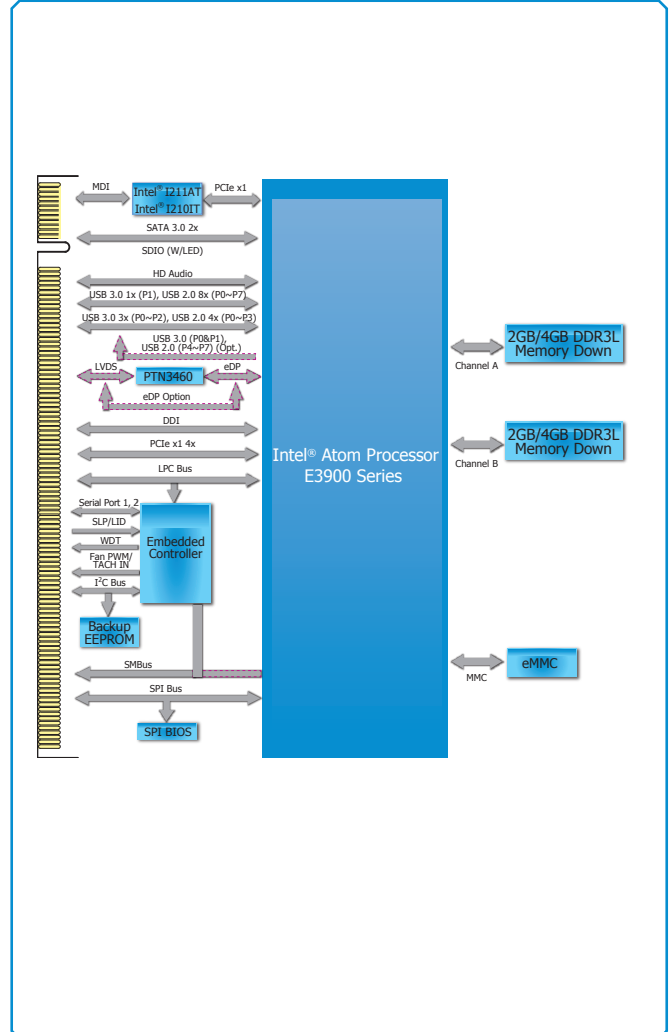 MDI
Intel® I211AT
Intel® I210IT
PCIe x1
SATA 3.0 2x
SDIO (W/LED)
HD Audio
USB 3.0 1x (P1), USB 2.0 8x (P0~P7)
USB 3.0 3x (P0~P2), USB 2.0 4x (P0~P3)
USB 3.0 (P0&P1),
USB 2.0 (P4~P7) (Opt.)
LVDS
PTN3460
eDP
eDP Option
DDI
PCIe x1 4x
LPC Bus
Serial Port 1, 2
SLP/LID
WDT
Fan PWM/
TACH IN
I²C Bus
Embedded
Controller
Backup
EEPROM
SMBus
SPI Bus
SPI BIOS
Intel® Atom Processor
E3900 Series
2GB/4GB DDR3L
Memory Down
Channel A
2GB/4GB DDR3L
Memory Down
Channel B
eMMC
MMC